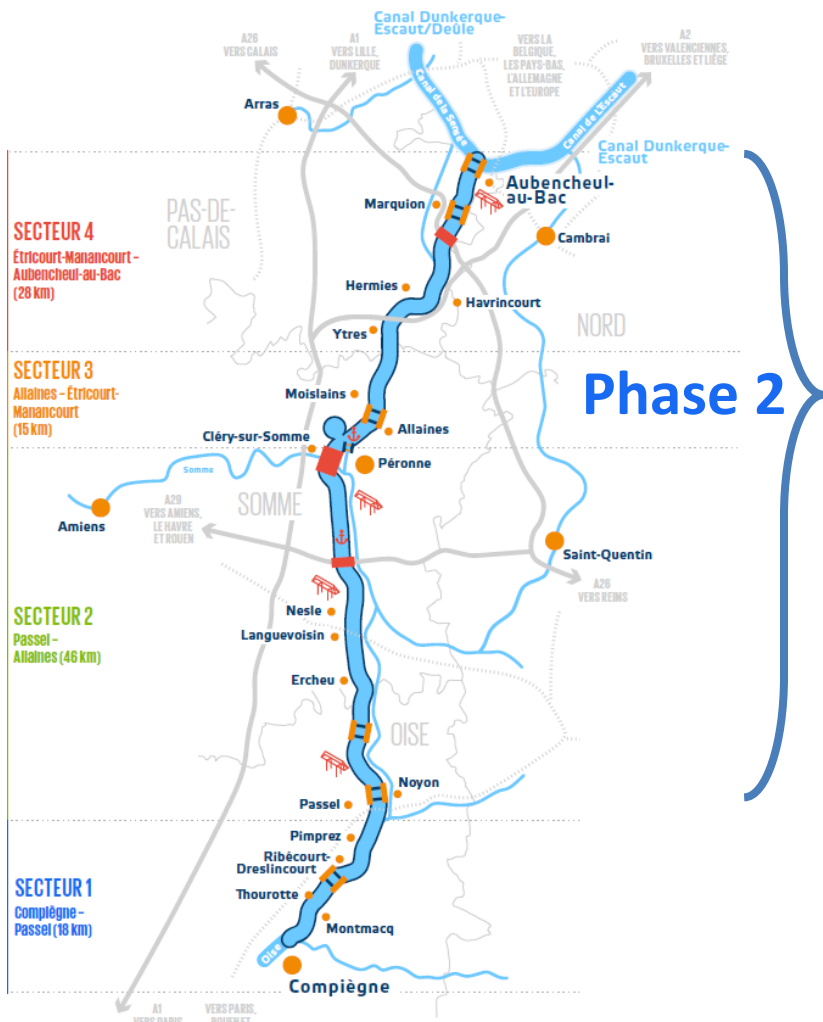 Canal Dunkerque-
Escaut/Deûle
A26
VERS CALAIS
A1
VERS LILLE,
DUNKERQUE
VERS LA
BELGIQUE,
LES PAYS-BAS,
L'ALLEMAGNE
ET L'EUROPE
A2
VERS VALENCIENNES,
BRUXELLES ET LIÈGE
Arras
Canal de la Sensée
Canal de L'Escaut
Canal Dunkerque-
Escaut
Aubencheul-
au-Bac
Marquion
PAS-DE-
CALAIS
SECTEUR 4
Étricourt-Manancourt –
Aubencheul-au-Bac
(28 km)
Cambrai
Hermies
Havrincourt
NORD
Ytres
SECTEUR 3
Allaines – Étricourt-
Manancourt
(15 km)
Phase 2
Moislains
Allaines
Cléry-sur-Somme
Péronne
Somme
SOMME
A29
VERS AMIENS,
LE HAVRE
ET ROUEN
Amiens
Saint-Quentin
A26
VERS REIMS
Nesle
SECTEUR 2
Passel –
Allaines (46 km)
Languevoisin
Ercheu
OISE
Noyon
Passel
Pimprez
Ribécourt-
Dreslincourt
SECTEUR 1
Compiègne –
Passel (18 km)
Thourotte
Montmacq
Oise
Compiègne
A1
VERS PARIS
VERS PARIS,
ROUEN ET